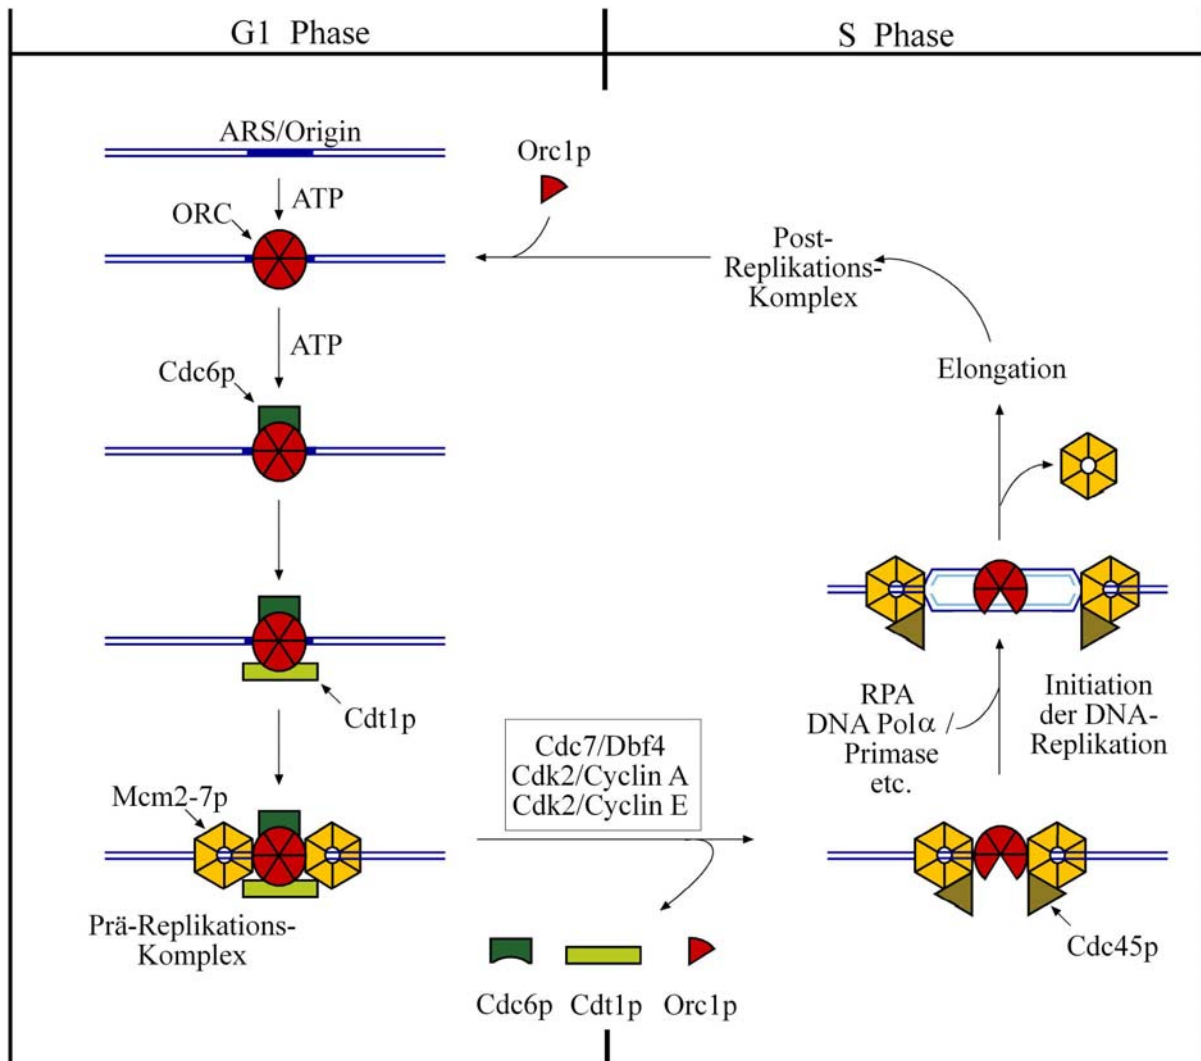 G1 Phase
S Phase
ARS/Origin
ATP
ORC
ATP
Cdc6p
Cdt1p
Mcm2-7p
Prä-Replikations-
Komplex
Cdc7/Dbf4
Cdk2/Cyclin A
Cdk2/Cyclin E
Cdc6p
Cdt1p
Orc1p
Cdc45p
RPA
DNA Polα /
Primase
etc.
Initiation
der DNA-
Replikation
Elongation
Post-
Replikations-
Komplex
Orc1p